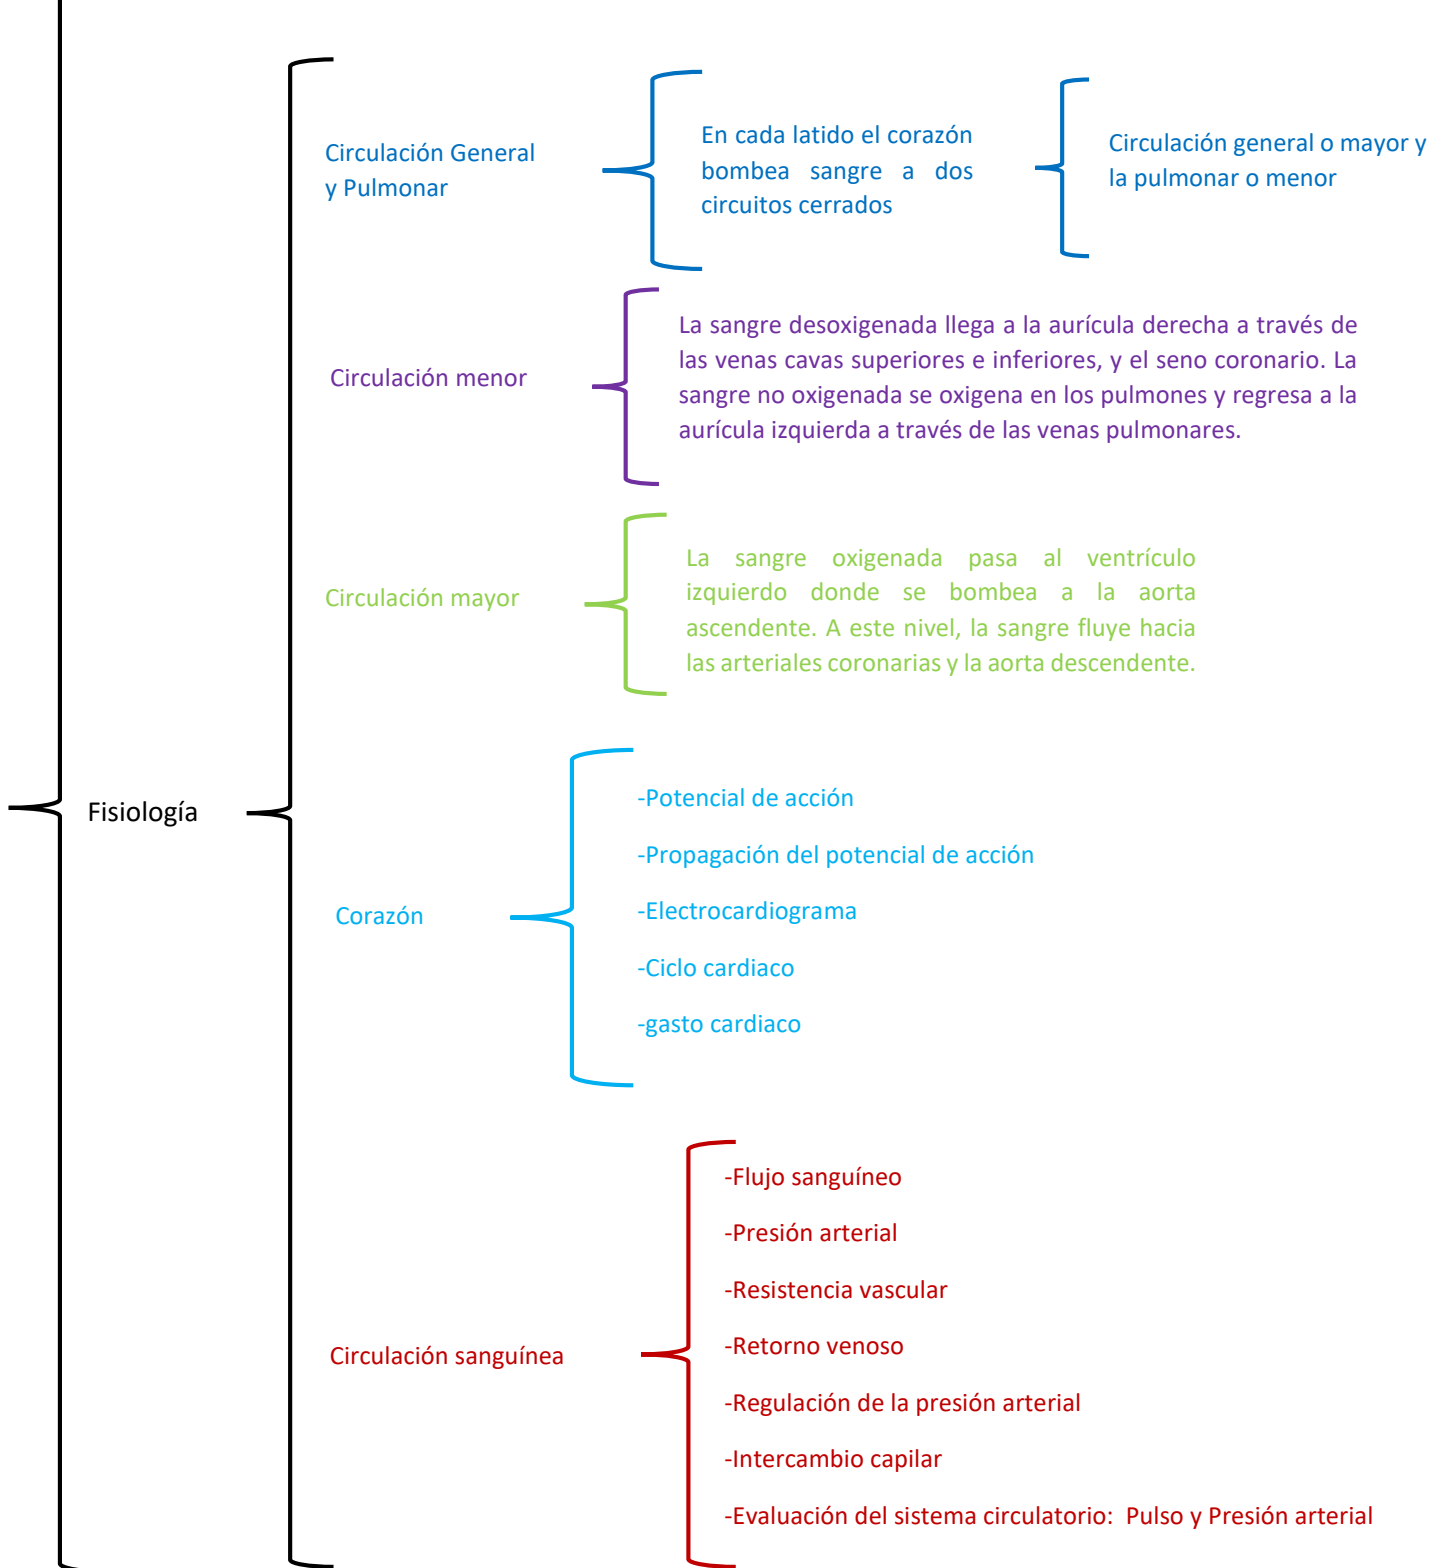 Fisiología
Circulación General
y Pulmonar
En cada latido el corazón
bombea sangre a dos
circuitos cerrados
Circulación general o mayor y
la pulmonar o menor
Circulación menor
La sangre desoxigenada llega a la aurícula derecha a través de
las venas cavas superiores e inferiores, y el seno coronario. La
sangre no oxigenada se oxigena en los pulmones y regresa a la
aurícula izquierda a través de las venas pulmonares.
Circulación mayor
La sangre oxigenada pasa al ventrículo
izquierdo donde se bombea a la aorta
ascendente. A este nivel, la sangre fluye hacia
las arteriales coronarias y la aorta descendente.
Corazón
-Potencial de acción
-Propagación del potencial de acción
-Electrocardiograma
-Ciclo cardiaco
-gasto cardiaco
Circulación sanguínea
-Flujo sanguíneo
-Presión arterial
-Resistencia vascular
-Retorno venoso
-Regulación de la presión arterial
-Intercambio capilar
-Evaluación del sistema circulatorio:  Pulso y Presión arterial